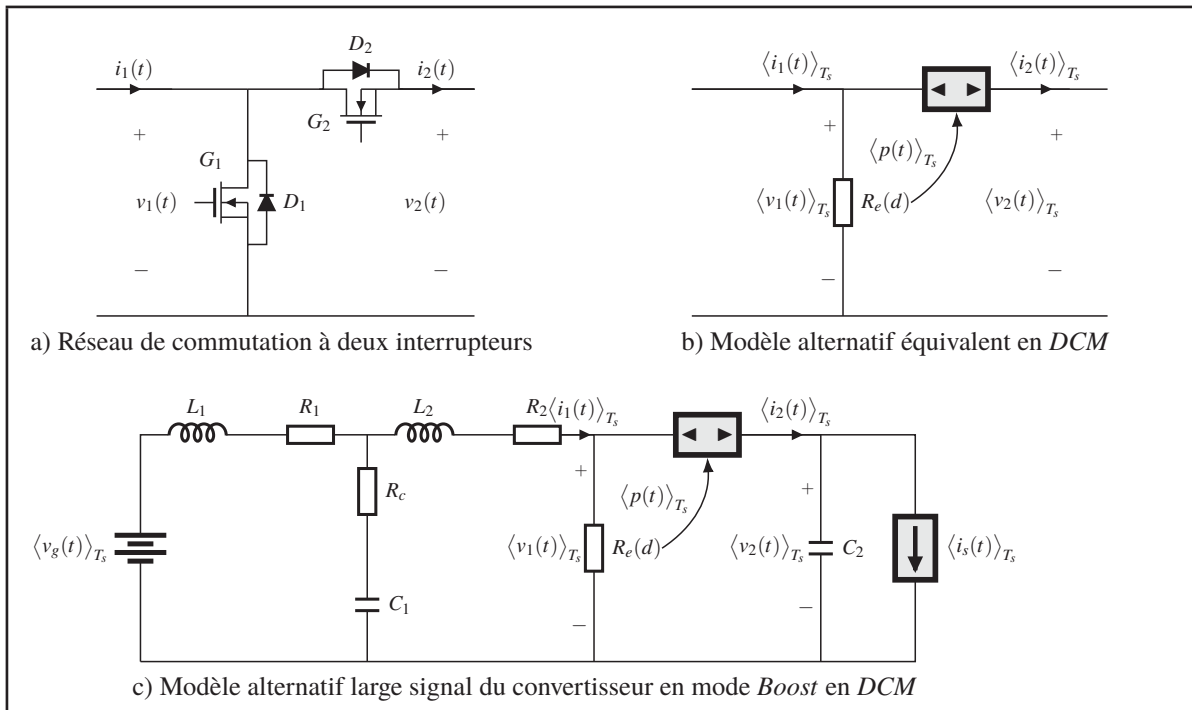 D₂
i₁(t)
i₂(t)
+
+
G₂
G₁
v₁(t)
D₁
v₂(t)
−
−
a) Réseau de commutation à deux interrupteurs
⟨i₁(t)⟩Tₛ
⟨i₂(t)⟩Tₛ
+
+
⟨p(t)⟩Tₛ
⟨v₁(t)⟩Tₛ
Rₑ(d)
⟨v₂(t)⟩Tₛ
−
−
b) Modèle alternatif équivalent en DCM
L₁
R₁
L₂
R₂⟨i₁(t)⟩Tₛ
⟨i₂(t)⟩Tₛ
+
+
R_c
⟨p(t)⟩Tₛ
⟨v_g(t)⟩Tₛ
⟨v₁(t)⟩Tₛ
Rₑ(d)
⟨v₂(t)⟩Tₛ
C₂
⟨iₛ(t)⟩Tₛ
C₁
−
−
c) Modèle alternatif large signal du convertisseur en mode Boost en DCM